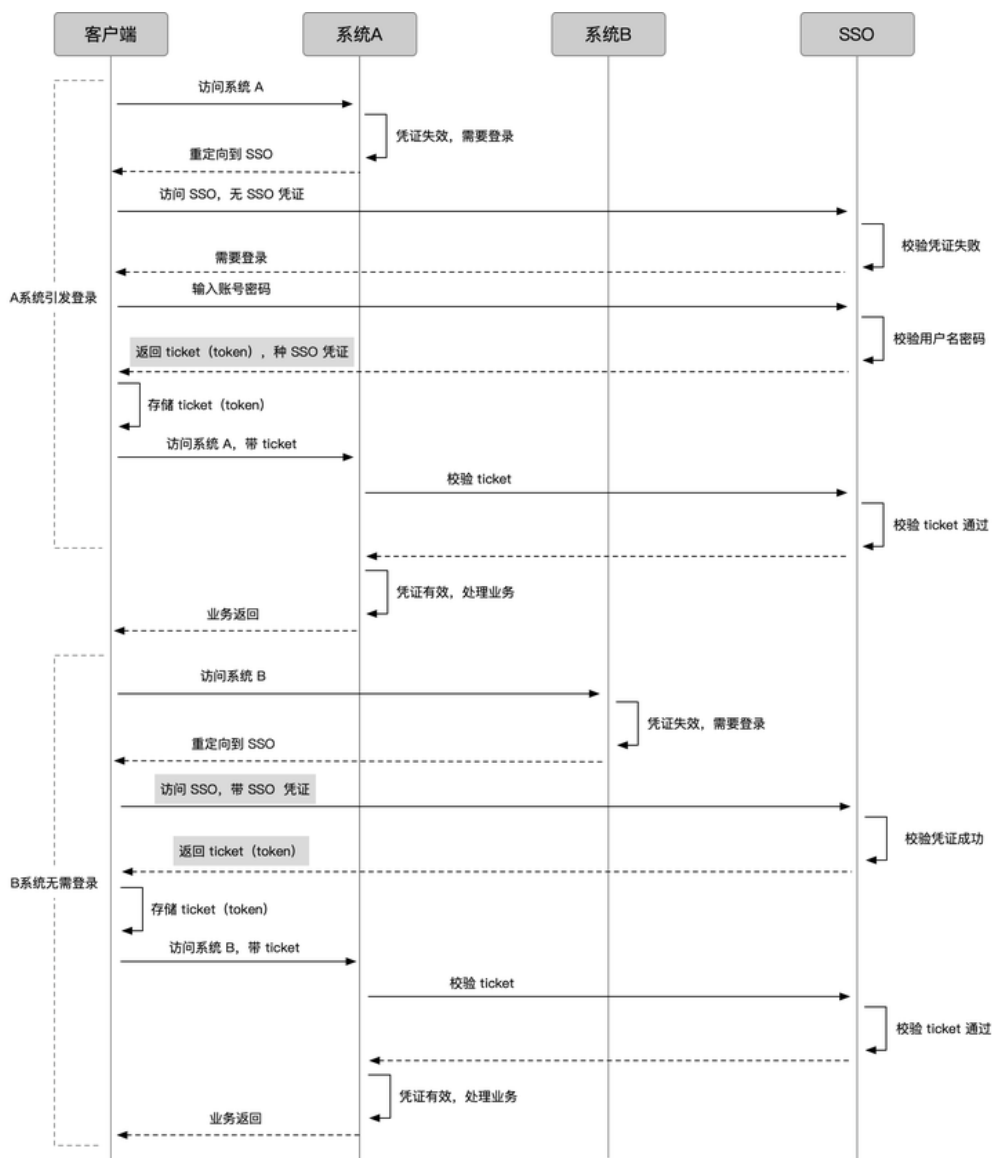 客户端
系统A
系统B
SSO
访问系统 A
凭证失效，需要登录
重定向到 SSO
访问 SSO，无 SSO 凭证
校验凭证失败
需要登录
输入账号密码
A系统引发登录
校验用户名密码
返回 ticket（token），种 SSO 凭证
存储 ticket（token）
访问系统 A，带 ticket
校验 ticket
校验 ticket 通过
凭证有效，处理业务
业务返回
访问系统 B
凭证失效，需要登录
重定向到 SSO
访问 SSO，带 SSO 凭证
校验凭证成功
返回 ticket（token）
B系统无需登录
存储 ticket（token）
访问系统 B，带 ticket
校验 ticket
校验 ticket 通过
凭证有效，处理业务
业务返回